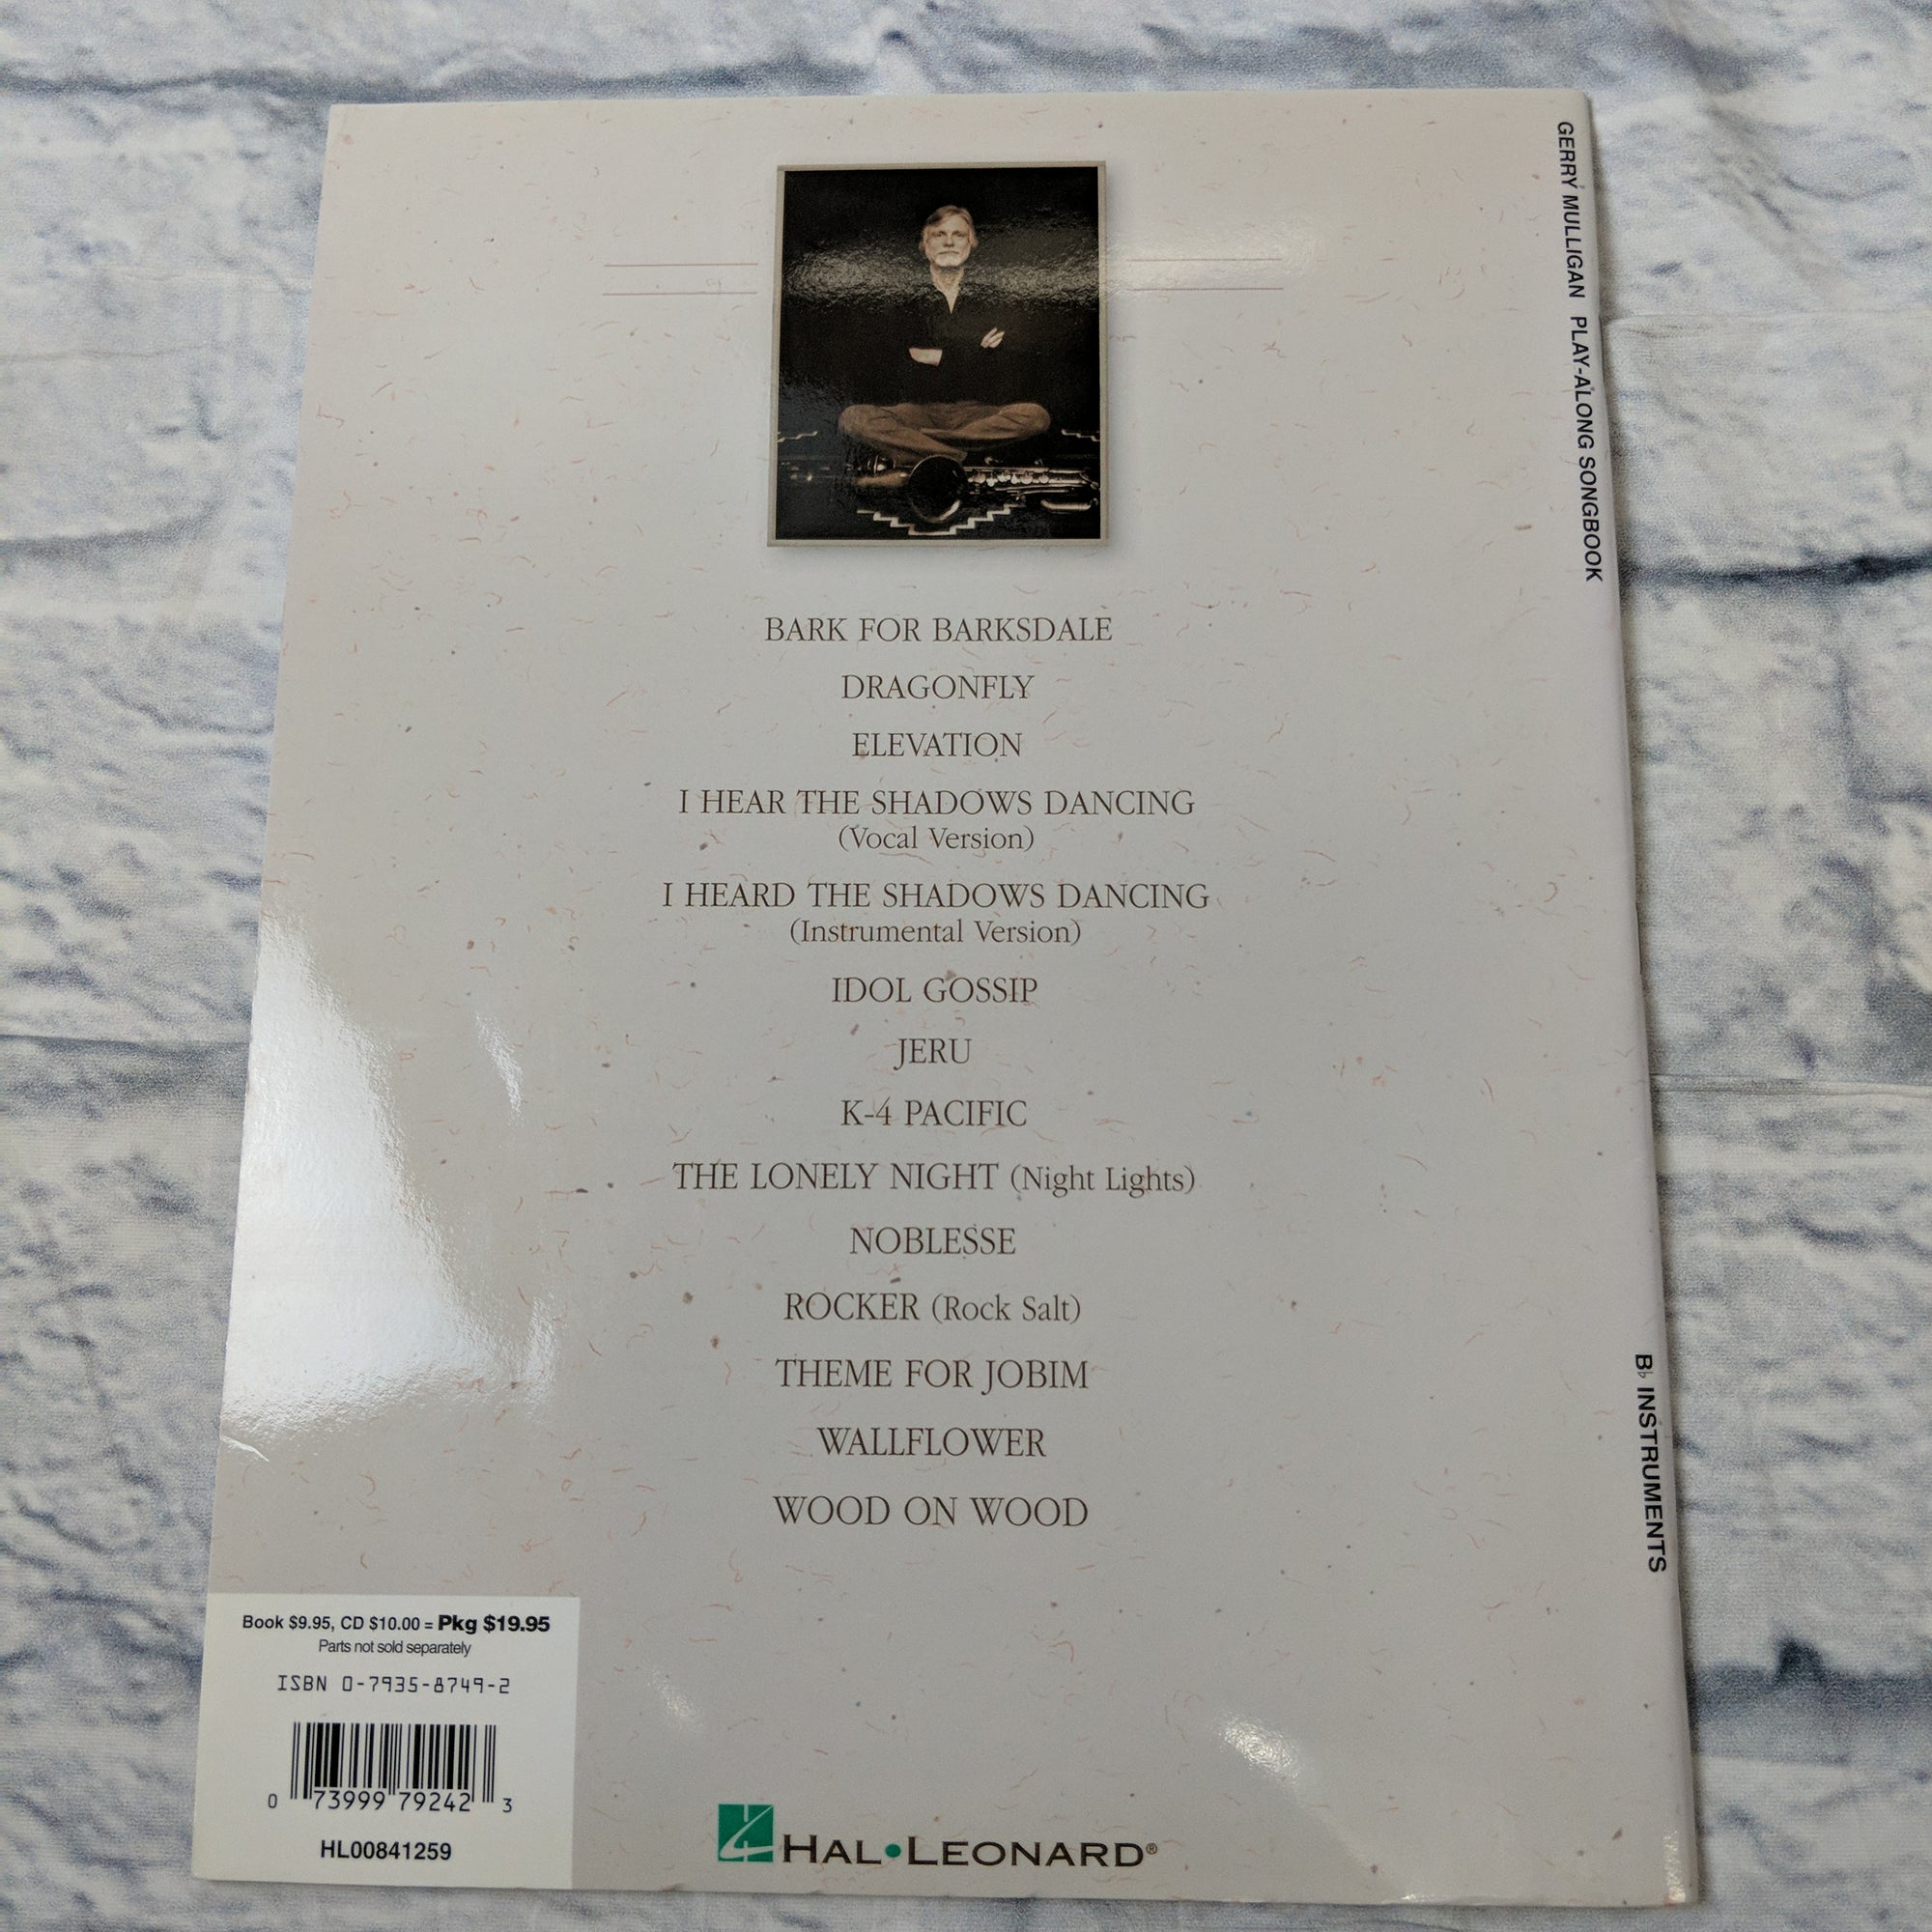 GERRY MULLIGAN PLAY-ALONG SONGBOOK
B♭ INSTRUMENTS
BARK FOR BARKSDALE
DRAGONFLY
ELEVATION
I HEAR THE SHADOWS DANCING
(Vocal Version)
I HEARD THE SHADOWS DANCING
(Instrumental Version)
IDOL GOSSIP
JERU
K-4 PACIFIC
THE LONELY NIGHT (Night Lights)
NOBLESSE
ROCKER (Rock Salt)
THEME FOR JOBIM
WALLFLOWER
WOOD ON WOOD
Book $9.95, CD $10.00 = Pkg $19.95
Parts not sold separately
ISBN 0-7935-8749-2
0 73999 79242 3
HL00841259
HAL•LEONARD®